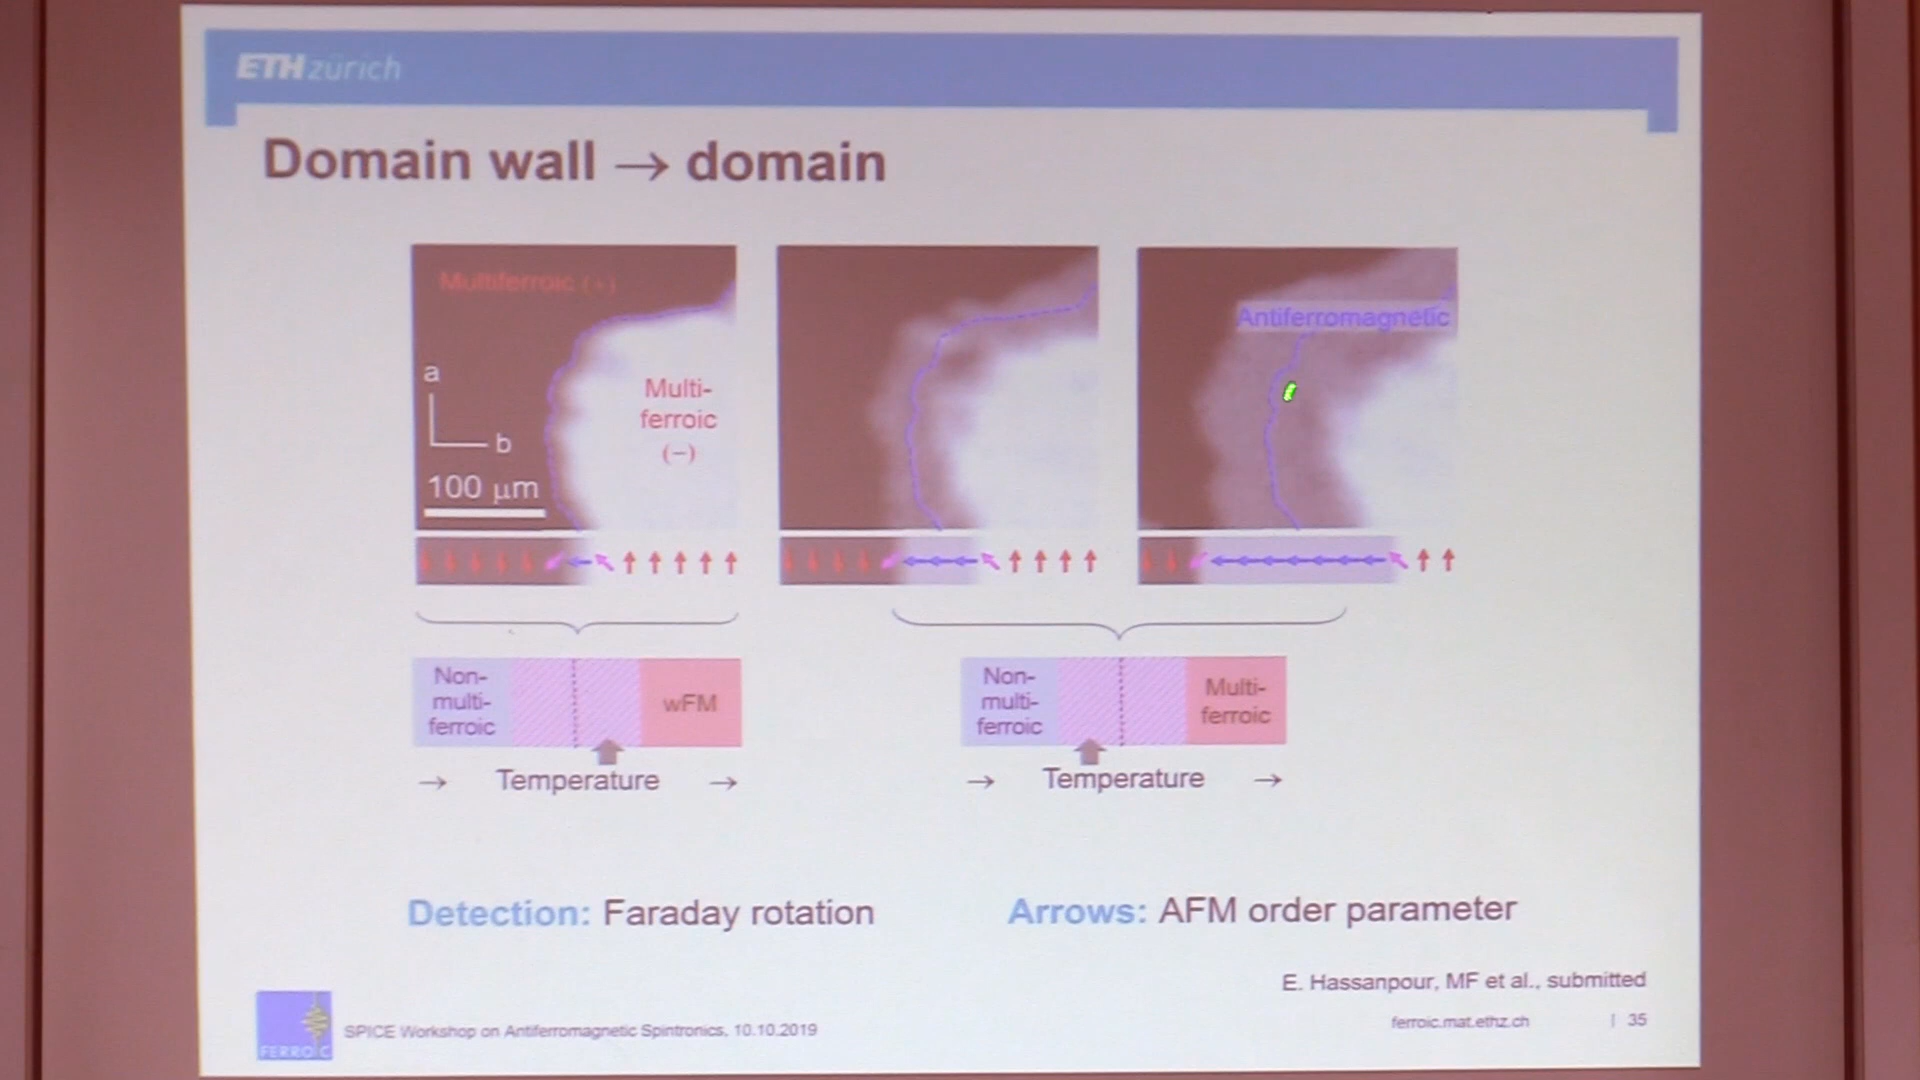 ETH zürich
Domain wall → domain
Multiferroic (+)
a
b
100 µm
Multi-
ferroic
(−)
Antiferromagnetic
Non-
multi-
ferroic
wFM
→ Temperature →
Non-
multi-
ferroic
Multi-
ferroic
→ Temperature →
Detection: Faraday rotation
Arrows: AFM order parameter
E. Hassanpour, MF et al., submitted
FERROIC
SPICE Workshop on Antiferromagnetic Spintronics, 10.10.2019
ferroic.mat.ethz.ch | 35